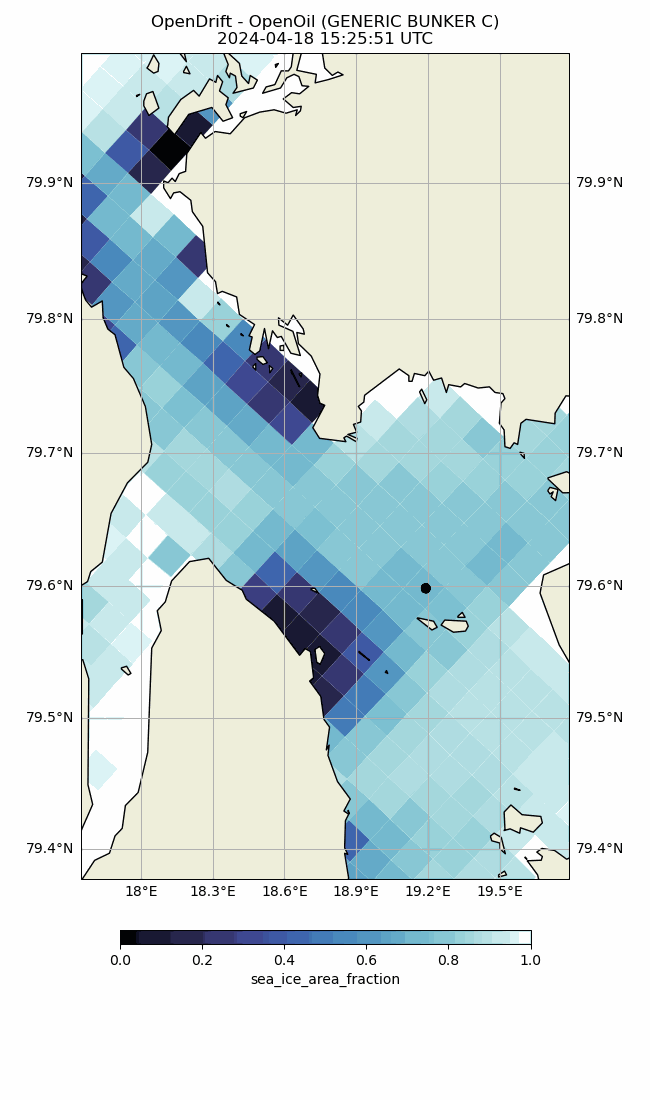 OpenDrift - OpenOil (GENERIC BUNKER C)
2024-04-18 15:25:51 UTC
79.9°N 79.9°N
79.8°N 79.8°N
79.7°N 79.7°N
79.6°N 79.6°N
79.5°N 79.5°N
79.4°N 79.4°N
18°E 18.3°E 18.6°E 18.9°E 19.2°E 19.5°E
0.0 0.2 0.4 0.6 0.8 1.0
sea_ice_area_fraction